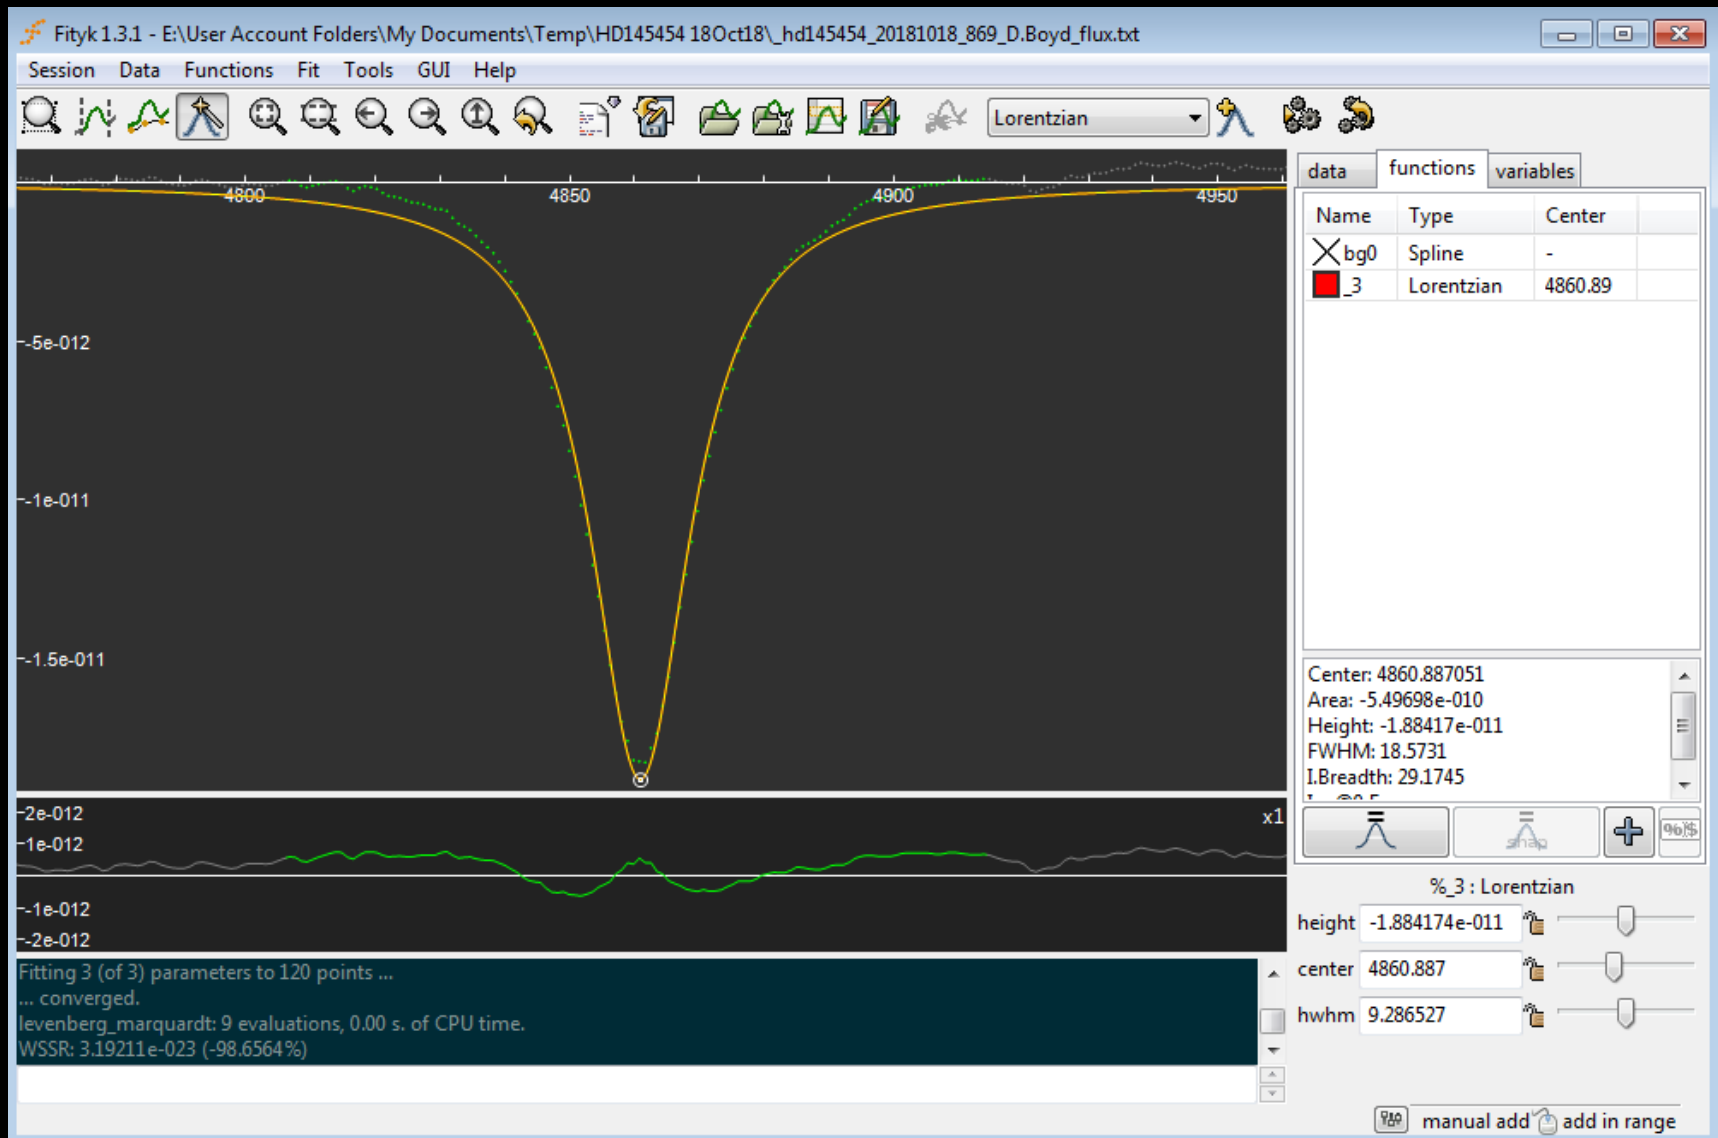 Fityk 1.3.1 - E:\User Account Folders\My Documents\Temp\HD145454 18Oct18\_hd145454_20181018_869_D.Boyd_flux.txt
Session Data Functions Fit Tools GUI Help
Lorentzian
data functions variables
4800 4850 4900 4950
-5e-012
-1e-011
-1.5e-011
Name Type Center
bg0 Spline -
_3 Lorentzian 4860.89
Center: 4860.887051
Area: -5.49698e-010
Height: -1.88417e-011
FWHM: 18.5731
I.Breadth: 29.1745
2e-012
x1
1e-012
-1e-012
-2e-012
snap
%_3 : Lorentzian
height -1.884174e-011
center 4860.887
hwhm 9.286527
Fitting 3 (of 3) parameters to 120 points ...
... converged.
levenberg_marquardt: 9 evaluations, 0.00 s. of CPU time.
WSSR: 3.19211e-023 (-98.6564%)
manual add add in range